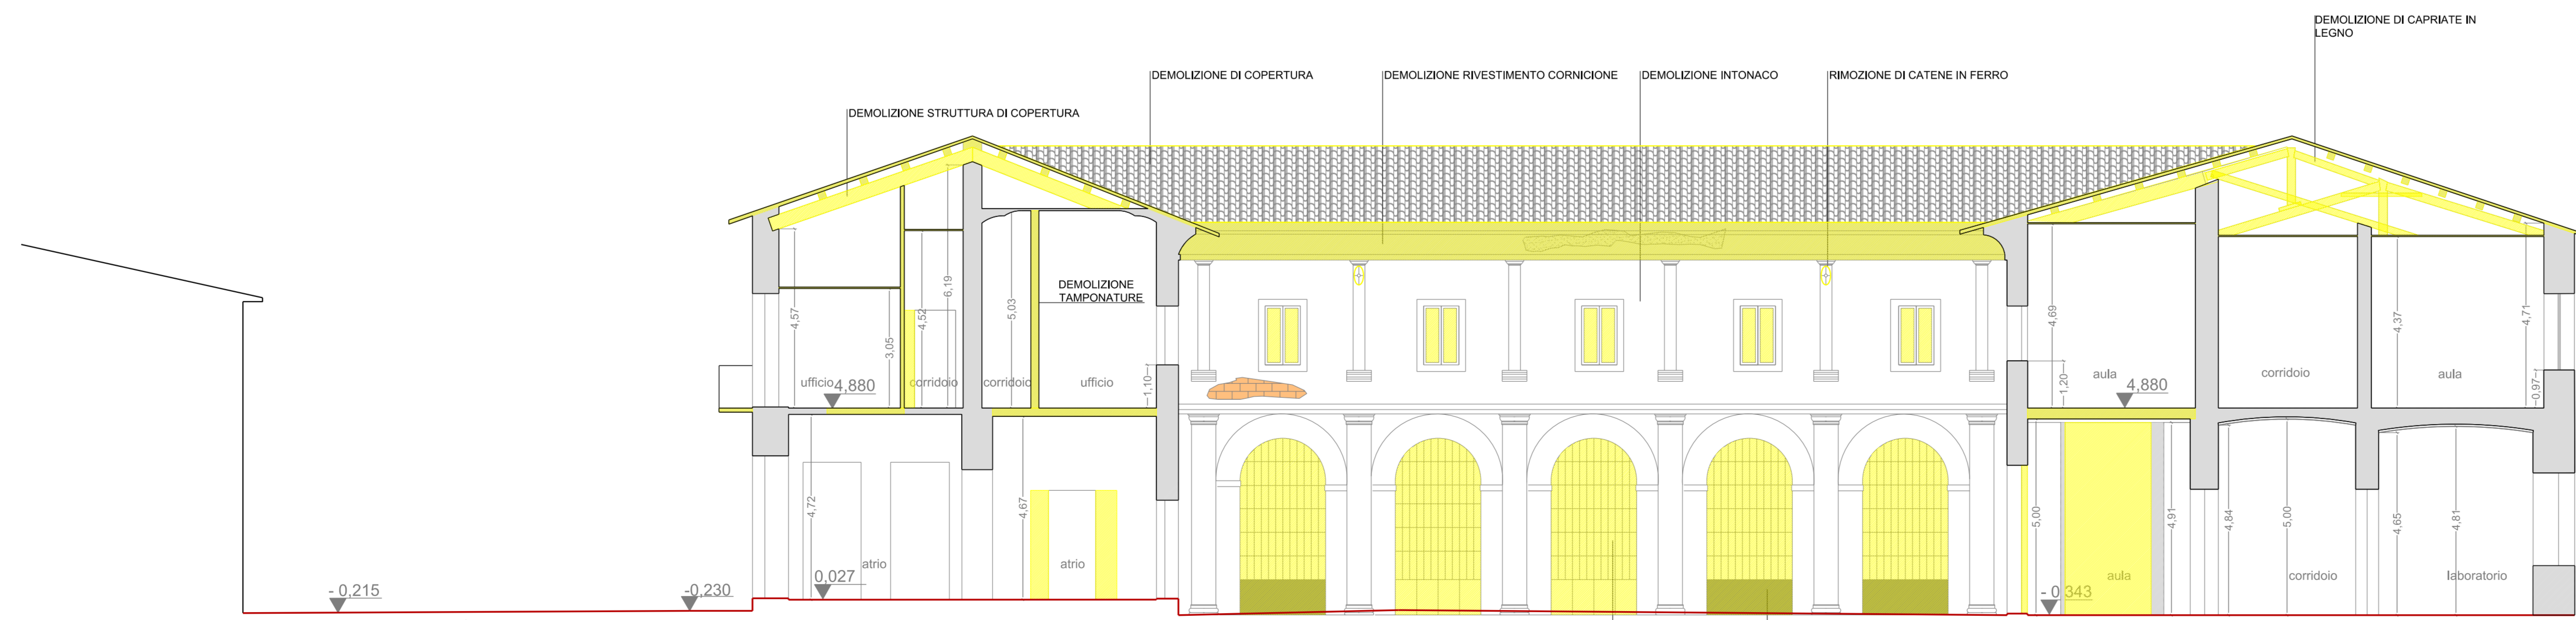 DEMOLIZIONE DI CAPRIATE IN
LEGNO
DEMOLIZIONE DI COPERTURA
DEMOLIZIONE RIVESTIMENTO CORNICIONE
DEMOLIZIONE INTONACO
RIMOZIONE DI CATENE IN FERRO
DEMOLIZIONE STRUTTURA DI COPERTURA
DEMOLIZIONE
TAMPONATURE
4,57
3,05
4,52
6,19
5,03
1,10
4,69
1,20
4,37
4,71
0,97
ufficio
4,880
corridoio
corridoio
ufficio
aula
4,880
corridoio
aula
4,72
4,67
5,00
4,91
4,84
5,00
4,65
4,81
atrio
0,027
atrio
aula
corridoio
laboratorio
- 0,215
-0,230
- 0,343